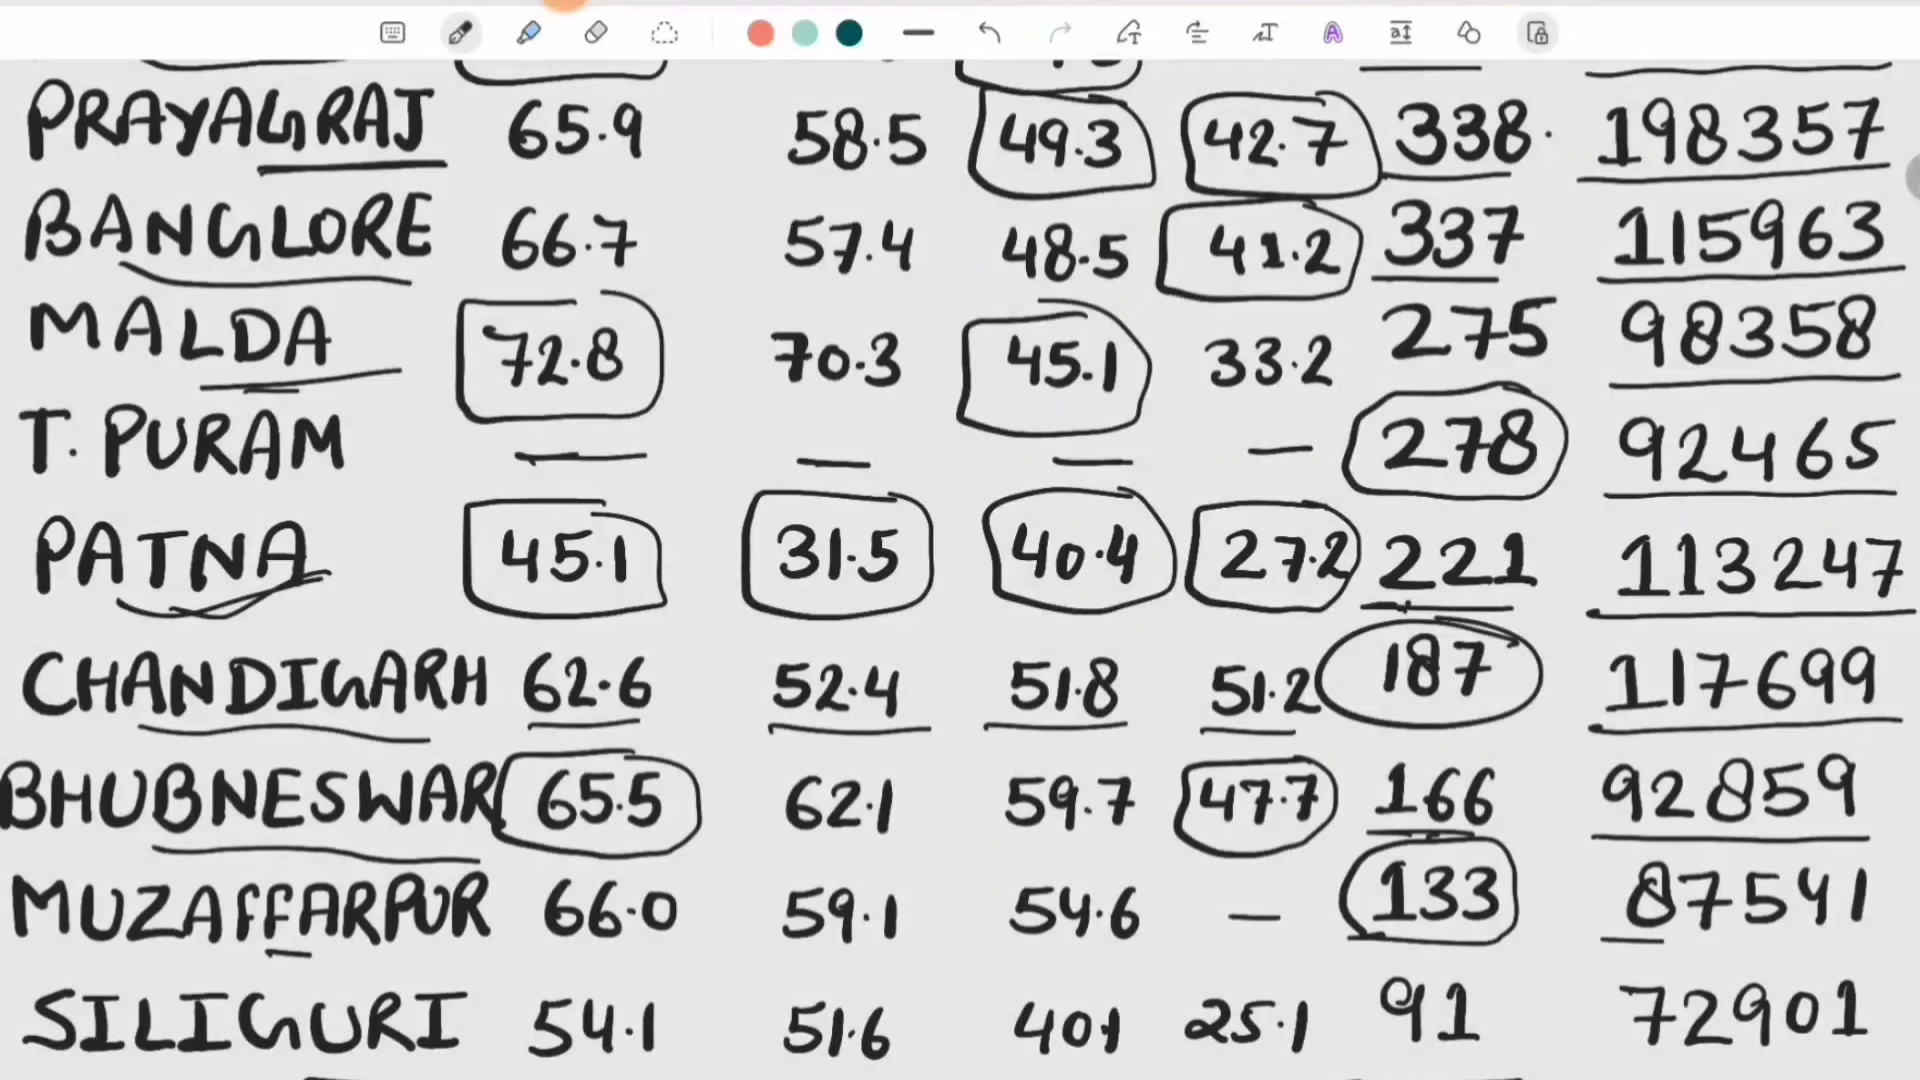 PRAYAGRAJ 65.9 58.5 49.3 42.7 338. 198357
BANGLORE 66.7 57.4 48.5 41.2 337 115963
MALDA 72.8 70.3 45.1 33.2 275 98358
T. PURAM — — — — 278 92465
PATNA 45.1 31.5 40.4 27.2 221 113247
CHANDIGARH 62.6 52.4 51.8 51.2 187 117699
BHUBNESWAR 65.5 62.1 59.7 47.7 166 92859
MUZAFFARPUR 66.0 59.1 54.6 — 133 87541
SILIGURI 54.1 51.6 40.1 25.1 91 72901